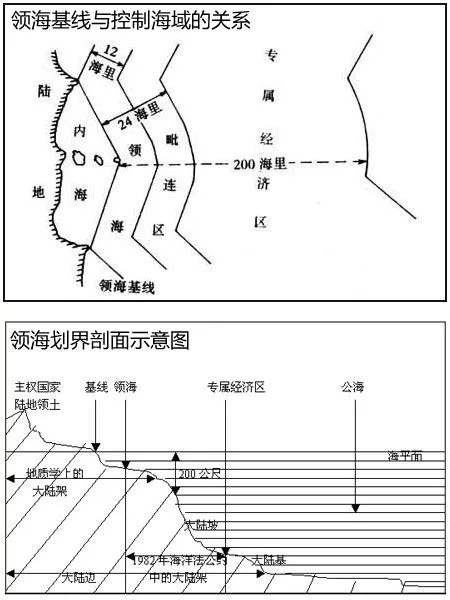 领海基线与控制海域的关系
12
海里
24 海里
200 海里
陆
地
内
海
领
海
毗
连
区
专
属
经
济
区
领海基线
领海划界剖面示意图
主权国家
陆地领土
基线
领海
专属经济区
公海
海平面
地质学上的
大陆架
200 公尺
大陆坡
1982 年海洋法公约
中的大陆架
大陆基
大陆边